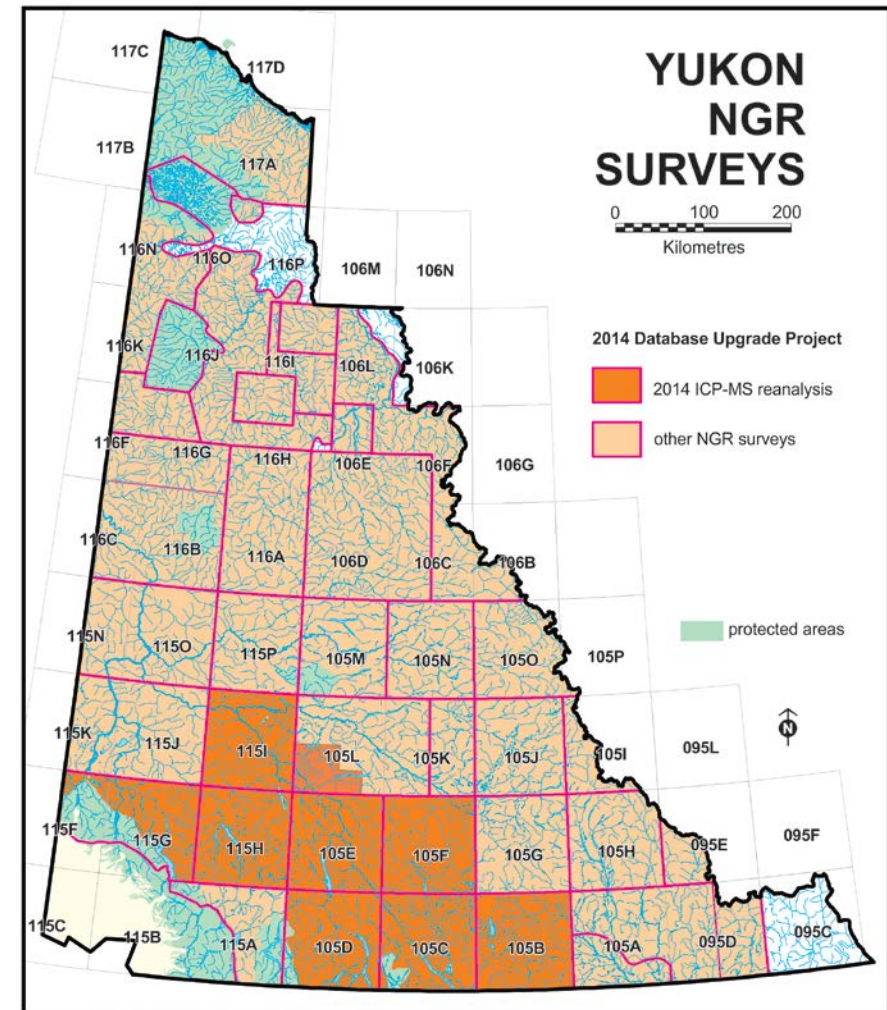 YUKON
NGR
SURVEYS
0 100 200
Kilometres
2014 Database Upgrade Project
2014 ICP-MS reanalysis
other NGR surveys
protected areas
N
117C
117D
117B
117A
116N
116O
116P
106M
106N
116K
116J
116I
106L
106K
116F
116G
116H
106E
106F
106G
116C
116B
116A
106D
106C
106B
115N
115O
115P
105M
105N
105O
105P
115K
115J
115I
105L
105K
105J
105I
095L
115F
115G
115H
105E
105F
105G
105H
095E
095F
115C
115B
115A
105D
105C
105B
105A
095D
095C